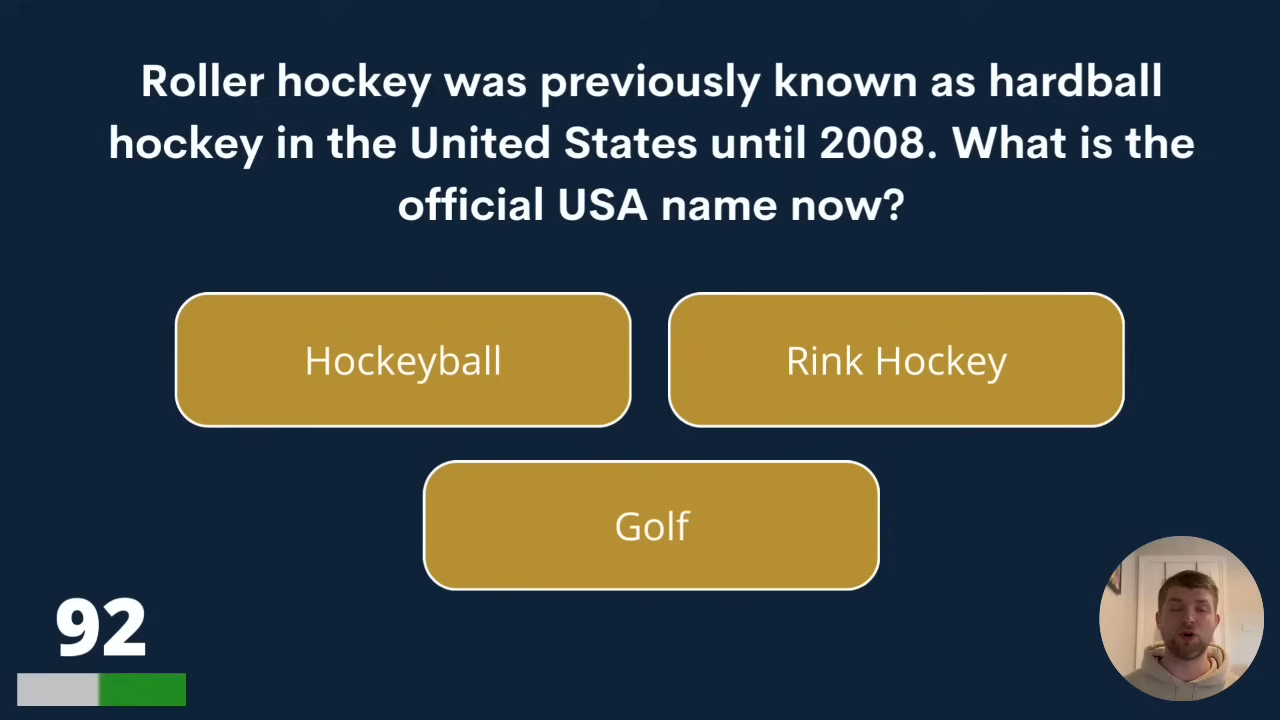 Roller hockey was previously known as hardball
hockey in the United States until 2008. What is the
official USA name now?
Hockeyball
Rink Hockey
Golf
92